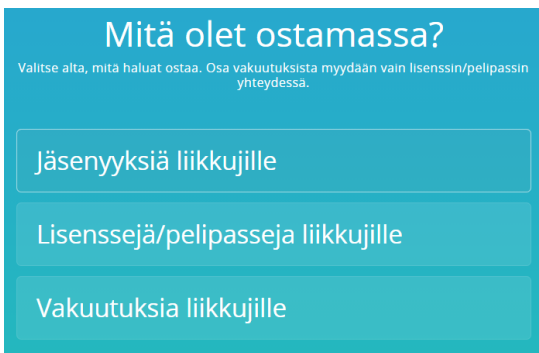 Mitä olet ostamassa?
Valitse alta, mitä haluat ostaa. Osa vakuutuksista myydään vain lisenssin/pelipassin
yhteydessä.
Jäsenyyksiä liikkujille
Lisenssejä/pelipasseja liikkujille
Vakuutuksia liikkujille